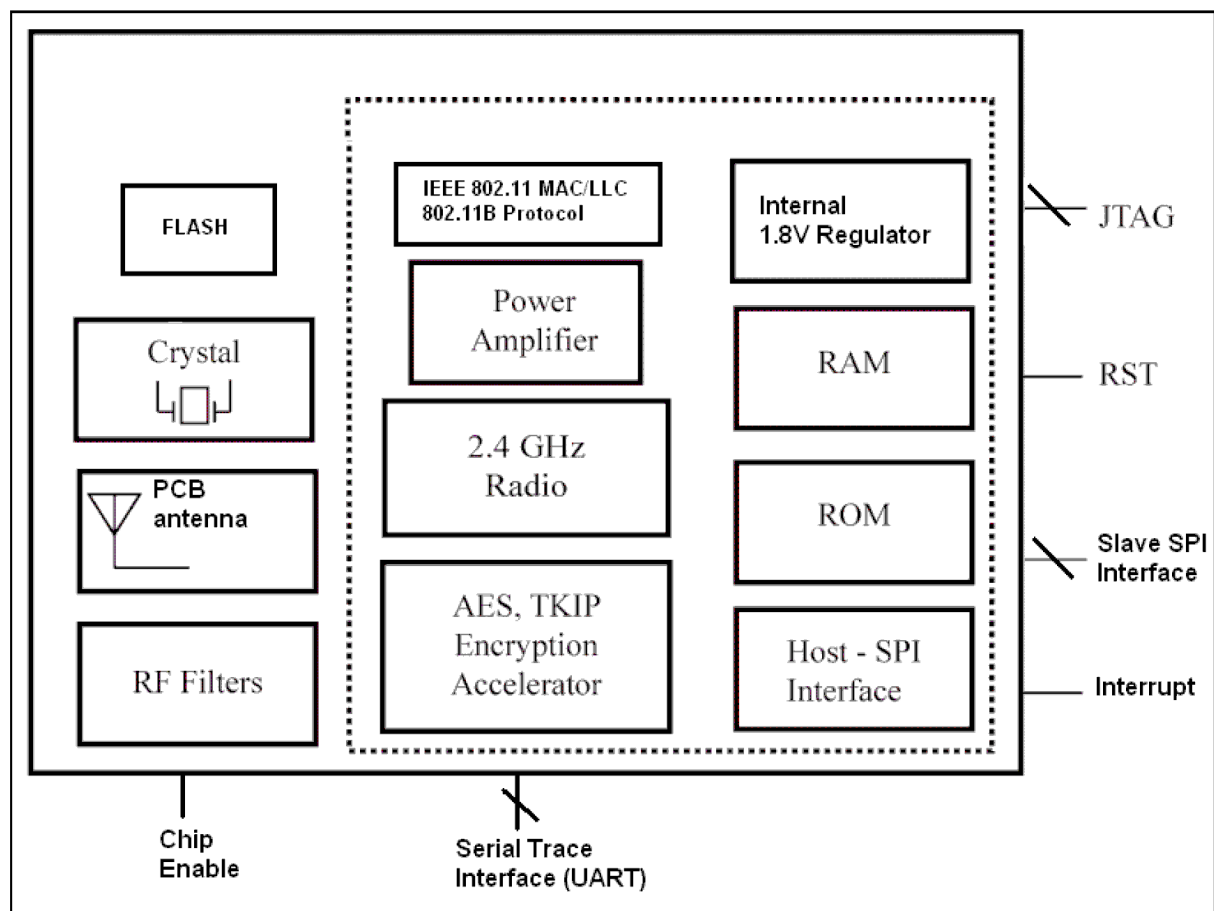 FLASH
Crystal
PCB
antenna
RF Filters
IEEE 802.11 MAC/LLC
802.11B Protocol
Power
Amplifier
2.4 GHz
Radio
AES, TKIP
Encryption
Accelerator
Internal
1.8V Regulator
RAM
ROM
Host - SPI
Interface
JTAG
RST
Slave SPI
Interface
Interrupt
Chip
Enable
Serial Trace
Interface (UART)